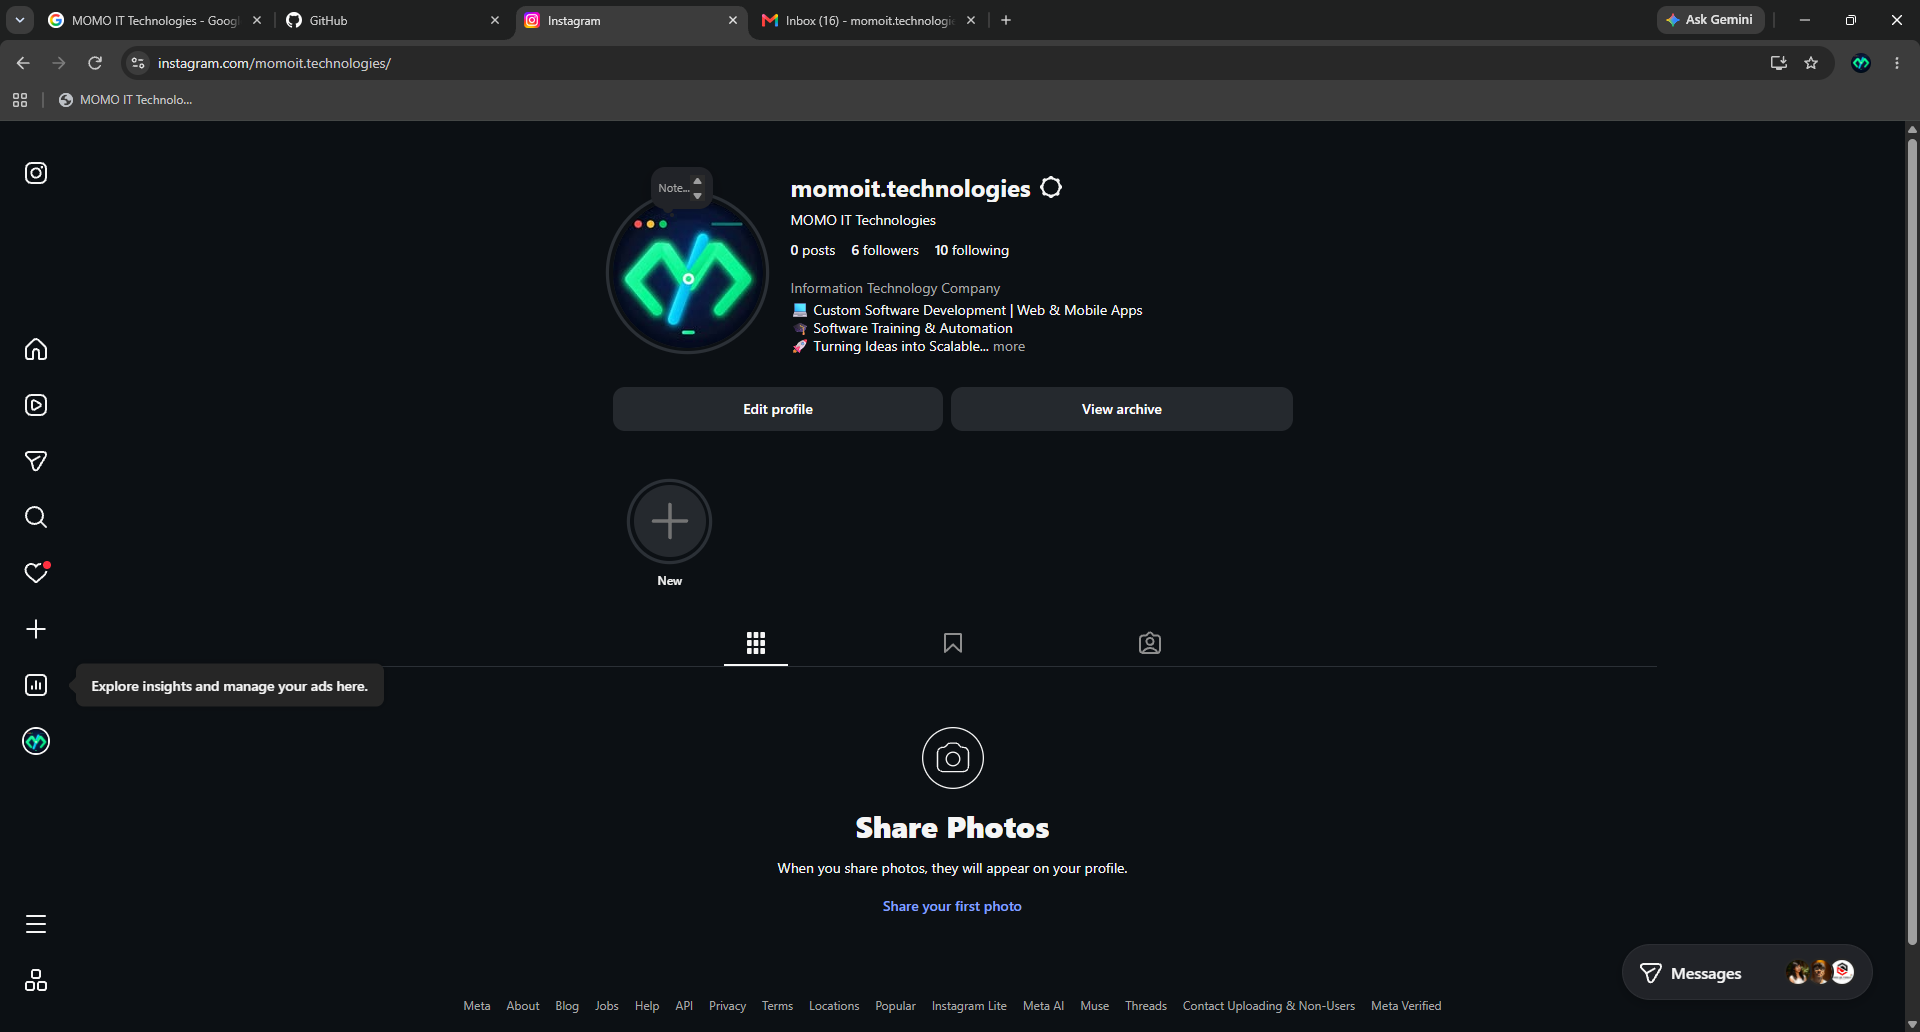 MOMO IT Technologies - Googl
GitHub
Instagram
Inbox (16) - momoit.technologie
Ask Gemini
instagram.com/momoit.technologies/
MOMO IT Technolo...
Note...
momoit.technologies
MOMO IT Technologies
0 posts 6 followers 10 following
Information Technology Company
💻 Custom Software Development | Web & Mobile Apps
🎓 Software Training & Automation
🚀 Turning Ideas into Scalable... more
Edit profile
View archive
New
Explore insights and manage your ads here.
Share Photos
When you share photos, they will appear on your profile.
Share your first photo
Messages
Meta About Blog Jobs Help API Privacy Terms Locations Popular Instagram Lite Meta AI Muse Threads Contact Uploading & Non-Users Meta Verified